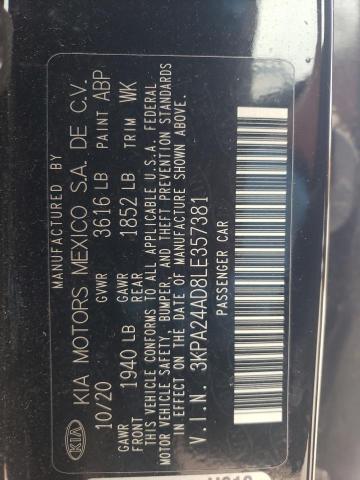 MANUFACTURED BY
KIA KIA MOTORS MEXICO S.A. DE C.V.
10/20 GVWR 3616 LB PAINT ABP
GAWR FRONT 1940 LB GAWR REAR 1852 LB TRIM WK
THIS VEHICLE CONFORMS TO ALL APPLICABLE U.S.A. FEDERAL
MOTOR VEHICLE SAFETY, BUMPER, AND THEFT PREVENTION STANDARDS
IN EFFECT ON THE DATE OF MANUFACTURE SHOWN ABOVE.
V.I.N. 3KPA24AD8LE357381
PASSENGER CAR